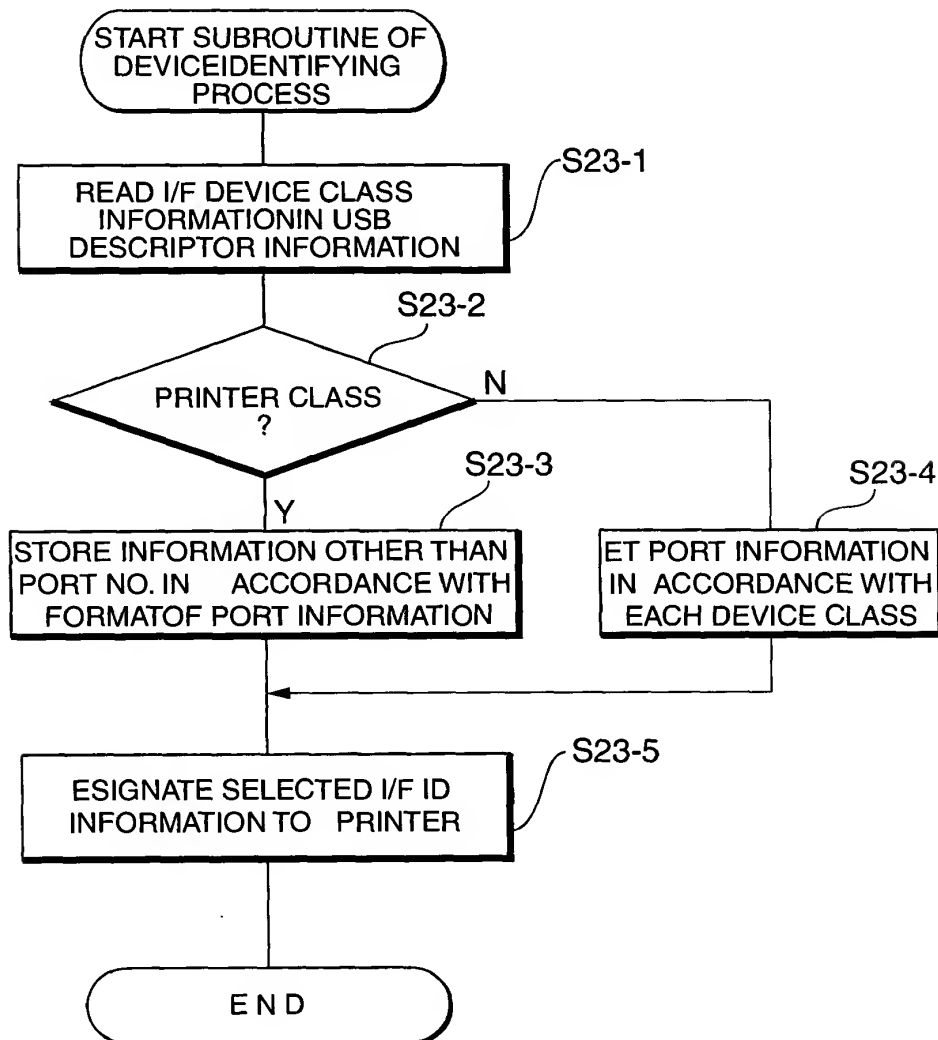 START SUBROUTINE OF
DEVICEIDENTIFYING
PROCESS
S23-1
READ I/F DEVICE CLASS
INFORMATIONIN USB
DESCRIPTOR INFORMATION
S23-2
PRINTER CLASS
?
N
Y
S23-3
STORE INFORMATION OTHER THAN
PORT NO. IN ACCORDANCE WITH
FORMATOF PORT INFORMATION
S23-4
ET PORT INFORMATION
IN ACCORDANCE WITH
EACH DEVICE CLASS
S23-5
ESIGNATE SELECTED I/F ID
INFORMATION TO PRINTER
E N D